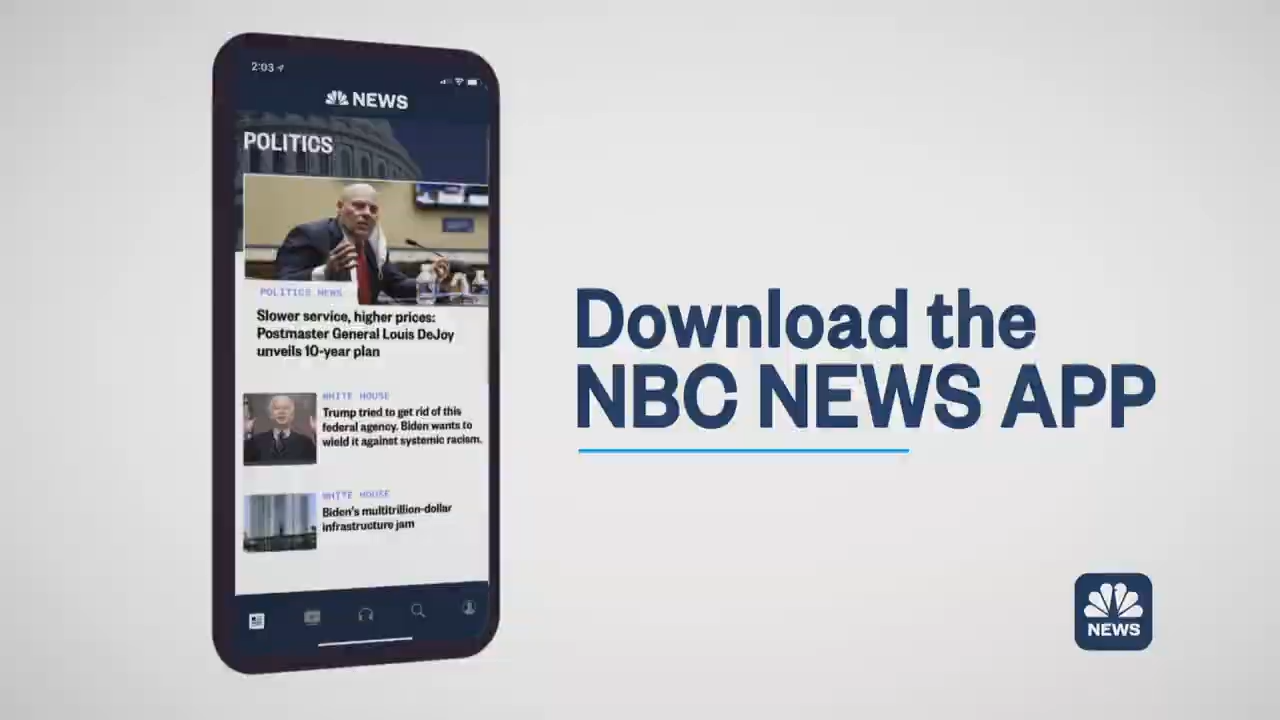 2:03
NEWS
POLITICS
POLITICS NEWS
Slower service, higher prices:
Postmaster General Louis DeJoy
unveils 10-year plan
WHITE HOUSE
Trump tried to get rid of this
federal agency. Biden wants to
wield it against systemic racism.
WHITE HOUSE
Biden's multitrillion-dollar
infrastructure jam
Download the
NBC NEWS APP
NEWS